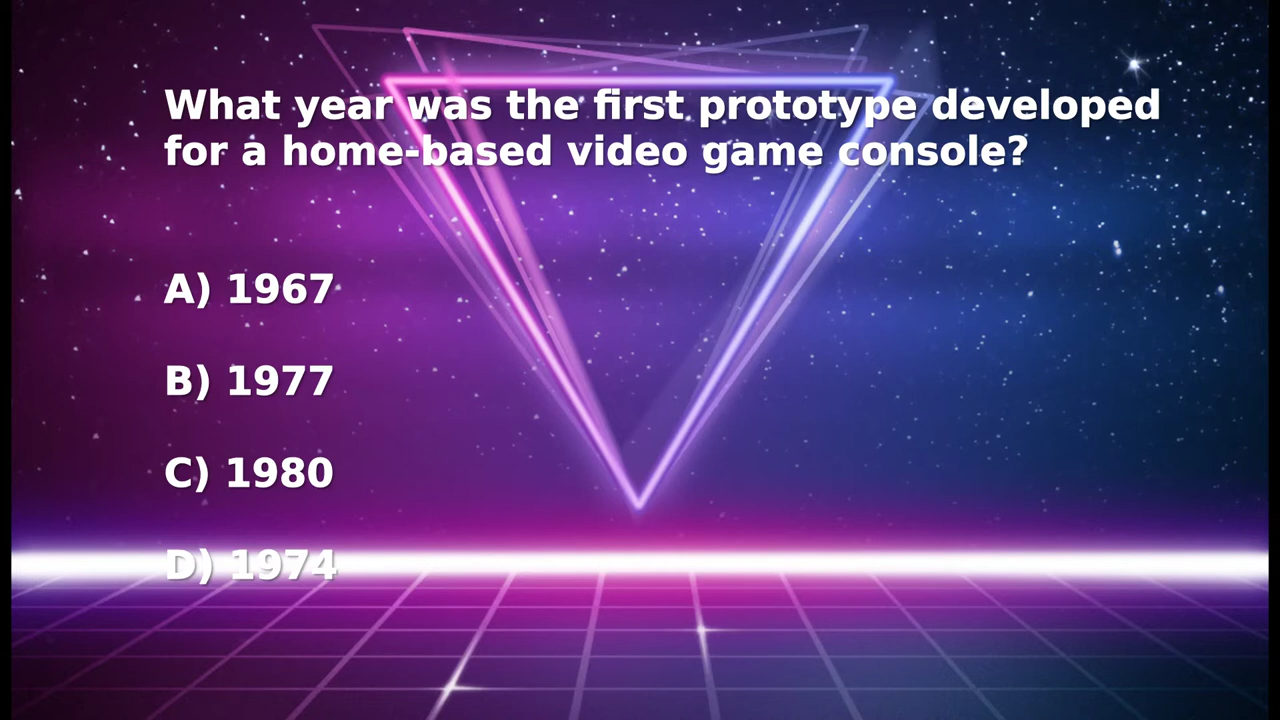 What year was the first prototype developed
for a home-based video game console?
A) 1967
B) 1977
C) 1980
D) 1974